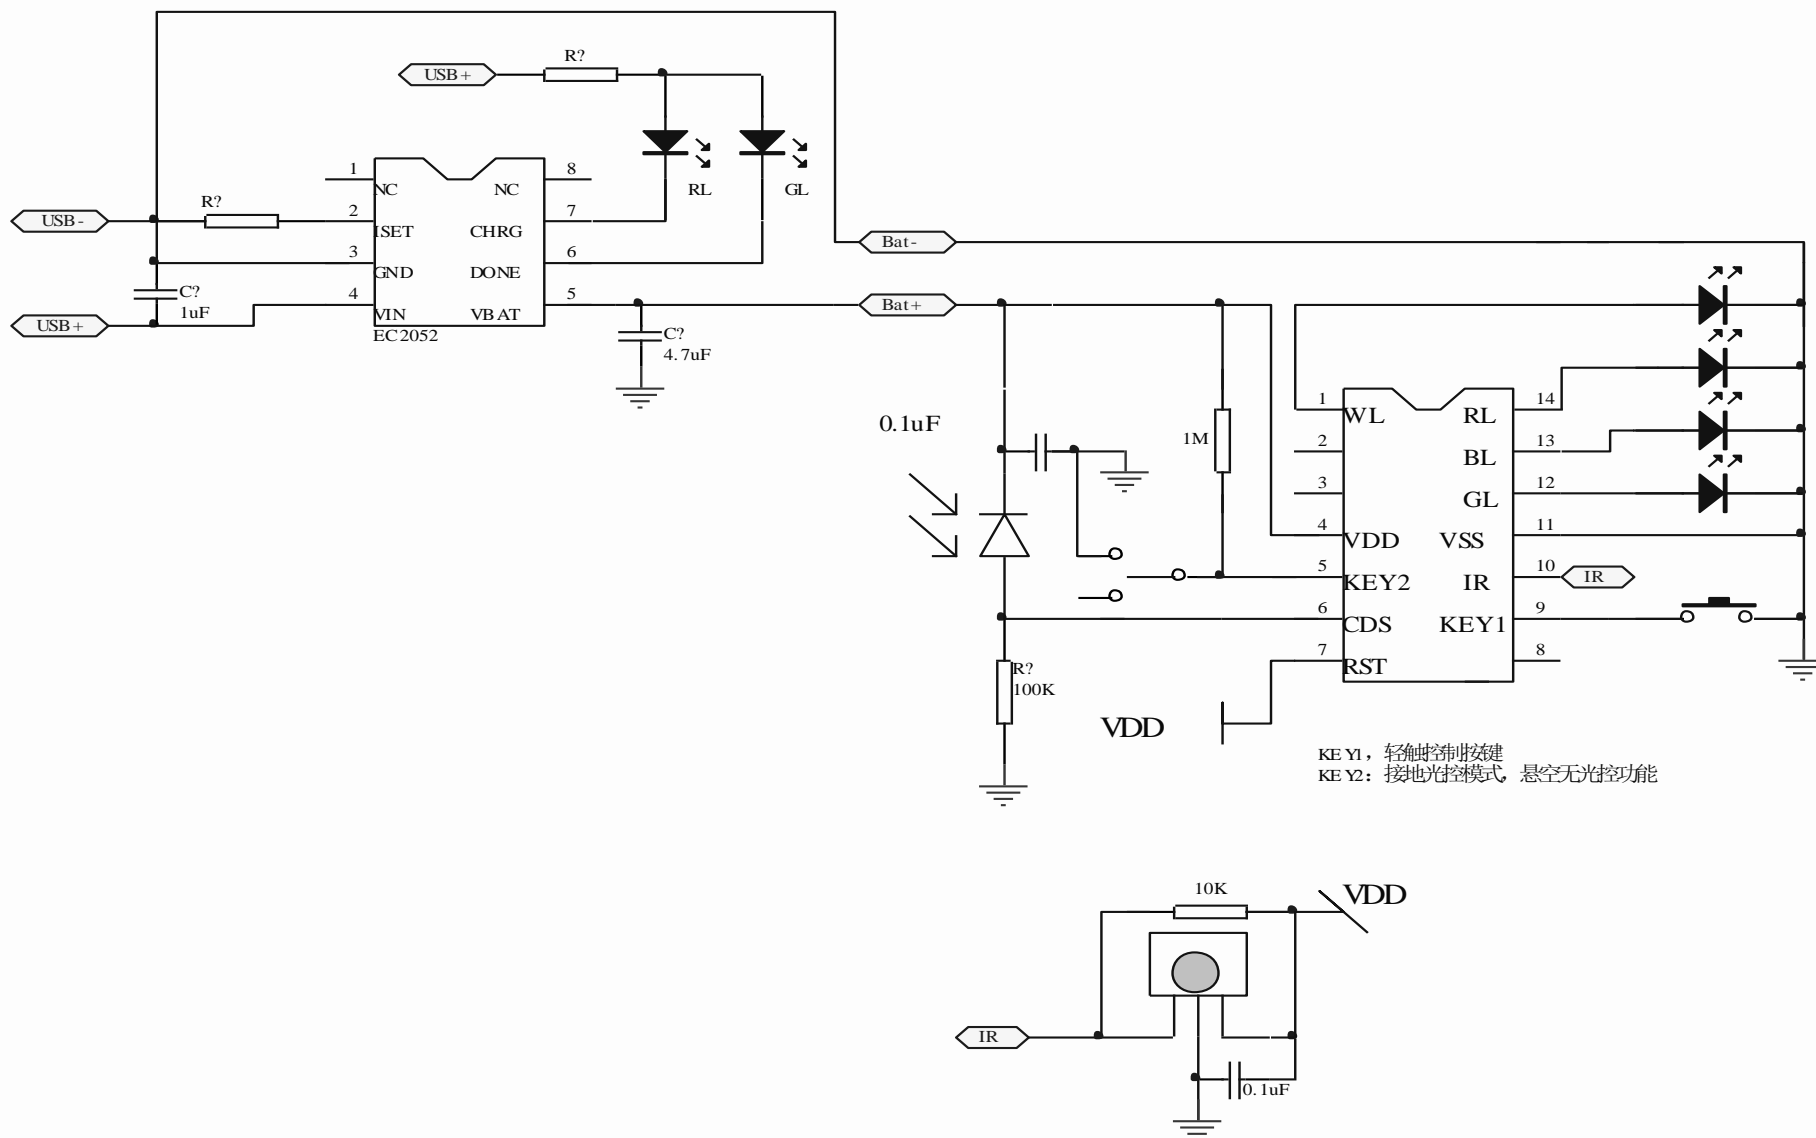 R?
USB+
RL
GL
1
NC
NC
8
USB-
R?
2
ISET
CHRG
7
3
GND
DONE
6
C?
1uF
4
VIN
VBAT
5
USB+
EC2052
C?
4.7uF
Bat-
Bat+
0.1uF
1M
1
WL
RL
14
2
BL
13
3
GL
12
4
VDD
VSS
11
5
KEY2
IR
10
IR
6
CDS
KEY1
9
7
RST
8
R?
100K
VDD
KEY1，轻触控制按键
KEY2：接地光控模式，悬空无光控功能
10K
VDD
IR
0.1uF